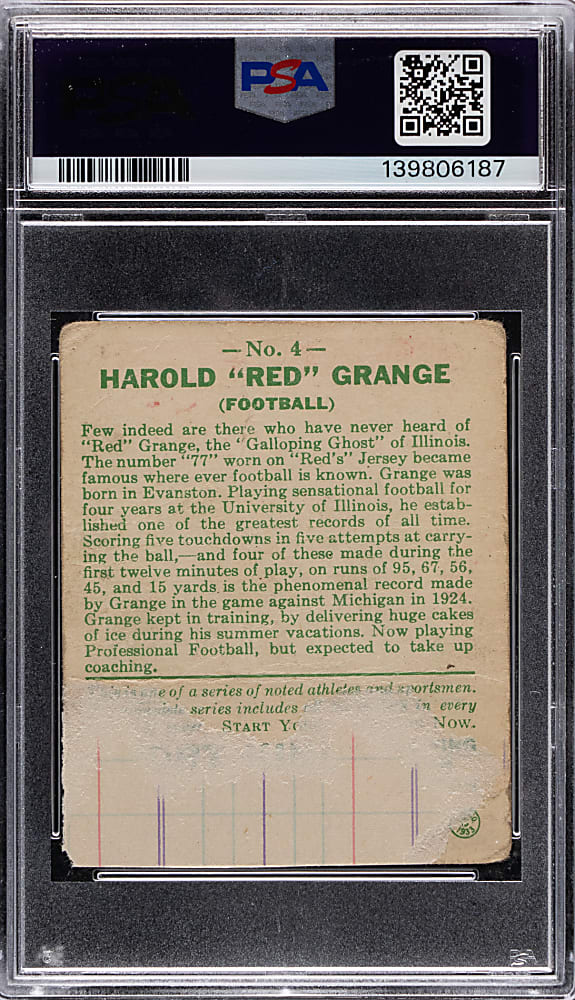 PSA
139806187
— No. 4 —
HAROLD "RED" GRANGE
(FOOTBALL)
Few indeed are there who have never heard of
"Red" Grange, the "Galloping Ghost" of Illinois.
The number "77" worn on "Red's" Jersey became
famous where ever football is known. Grange was
born in Evanston. Playing sensational football for
four years at the University of Illinois, he estab-
lished one of the greatest records of all time.
Scoring five touchdowns in five attempts at carry-
ing the ball,—and four of these made during the
first twelve minutes of play, on runs of 95, 67, 56,
45, and 15 yards is the phenomenal record made
by Grange in the game against Michigan in 1924.
Grange kept in training, by delivering huge cakes
of ice during his summer vacations. Now playing
Professional Football, but expected to take up
coaching.
of a series of noted athletes and sportsmen.
series includes in every
START NOW.
1933